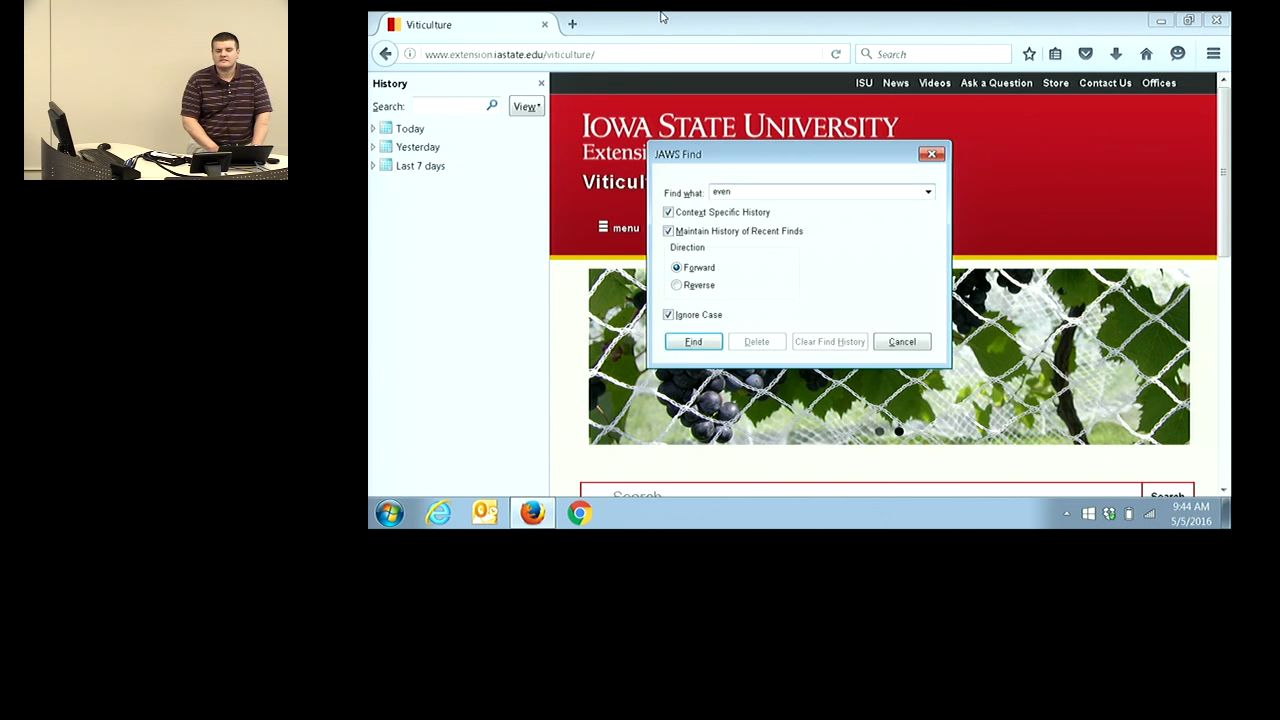 Viticulture
www.extension.iastate.edu/viticulture/
Search
History
Search:
View
Today
Yesterday
Last 7 days
ISU News Videos Ask a Question Store Contact Us Offices
IOWA STATE UNIVERSITY
Extensi
Viticul
menu
JAWS Find
Find what: even
Context Specific History
Maintain History of Recent Finds
Direction
Forward
Reverse
Ignore Case
Find Delete Clear Find History Cancel
Search
Search
9:44 AM
5/5/2016